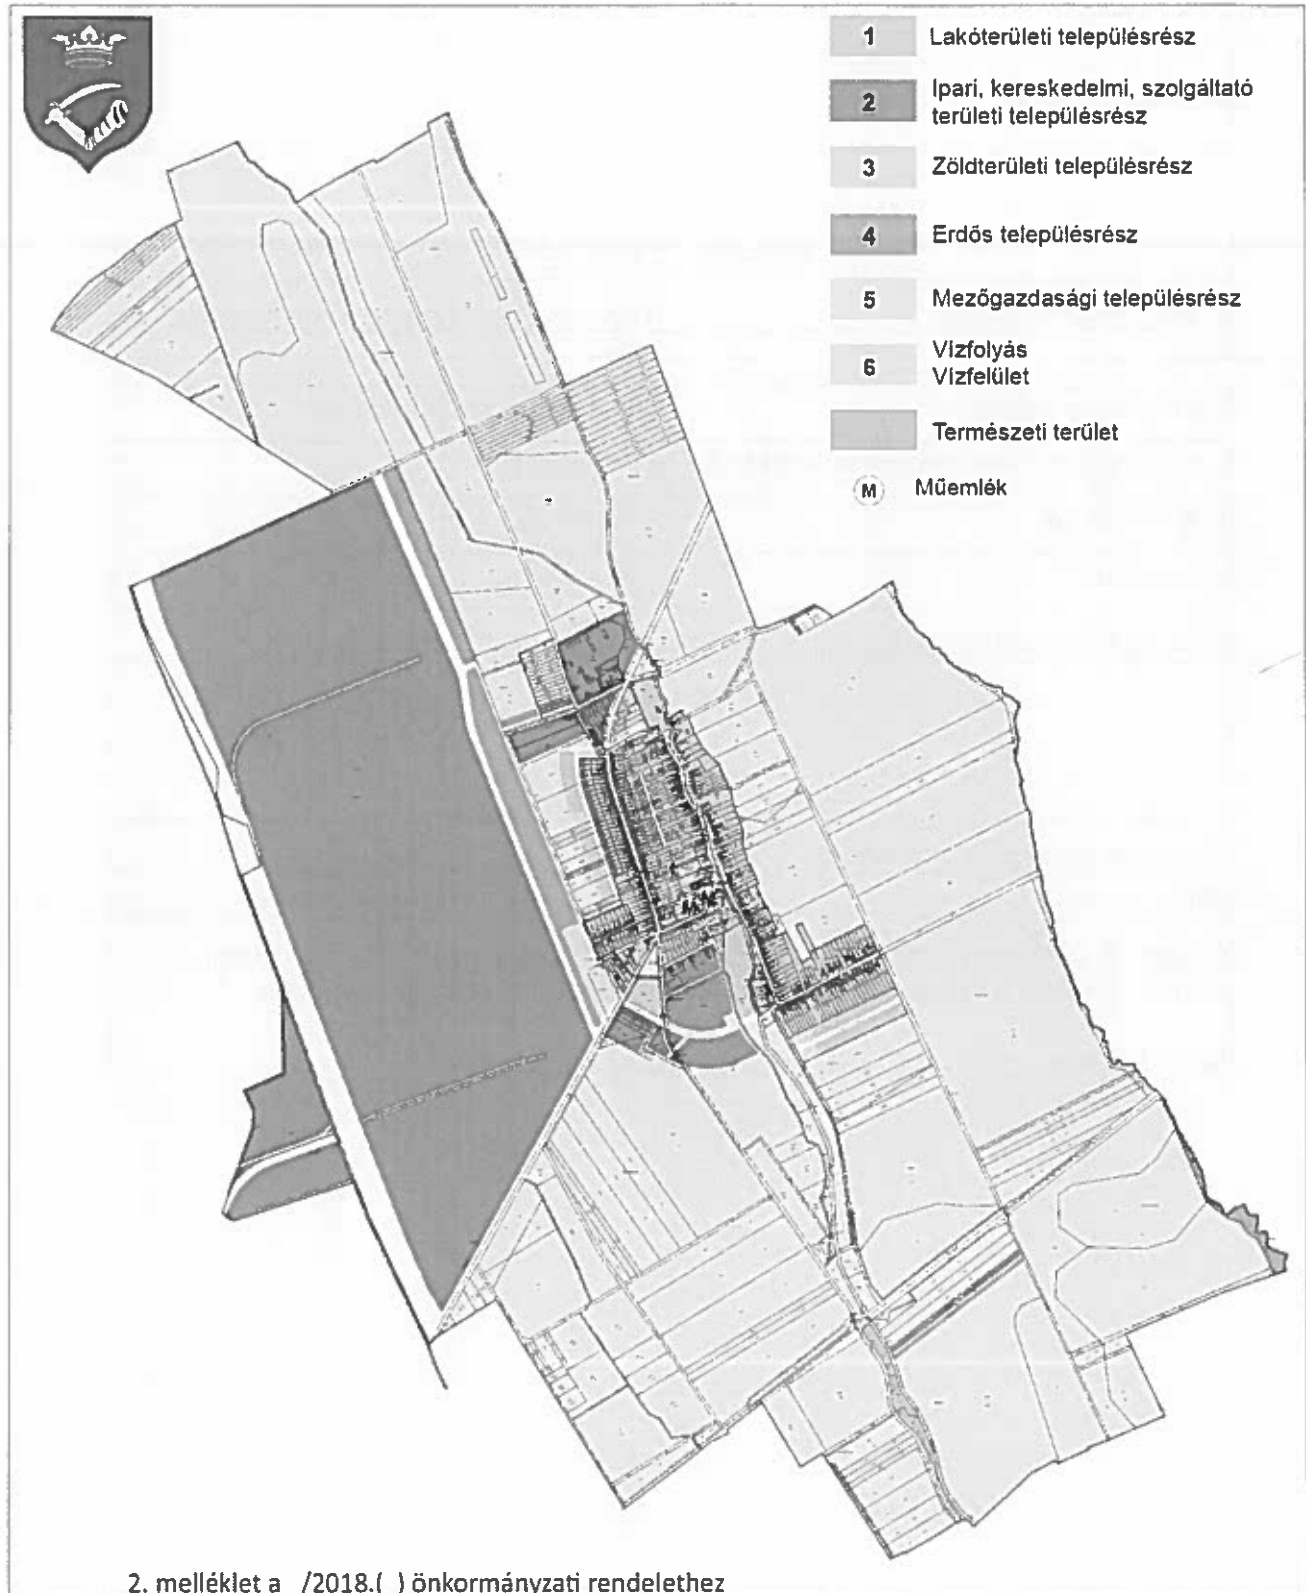 1 Lakóterületi településrész
2 Ipari, kereskedelmi, szolgáltató
területi településrész
3 Zöldterületi településrész
4 Erdős településrész
5 Mezőgazdasági településrész
6 Vízfolyás
Vízfelület
Természeti terület
M Műemlék
2. melléklet a /2018.( ) önkormányzati rendelethez